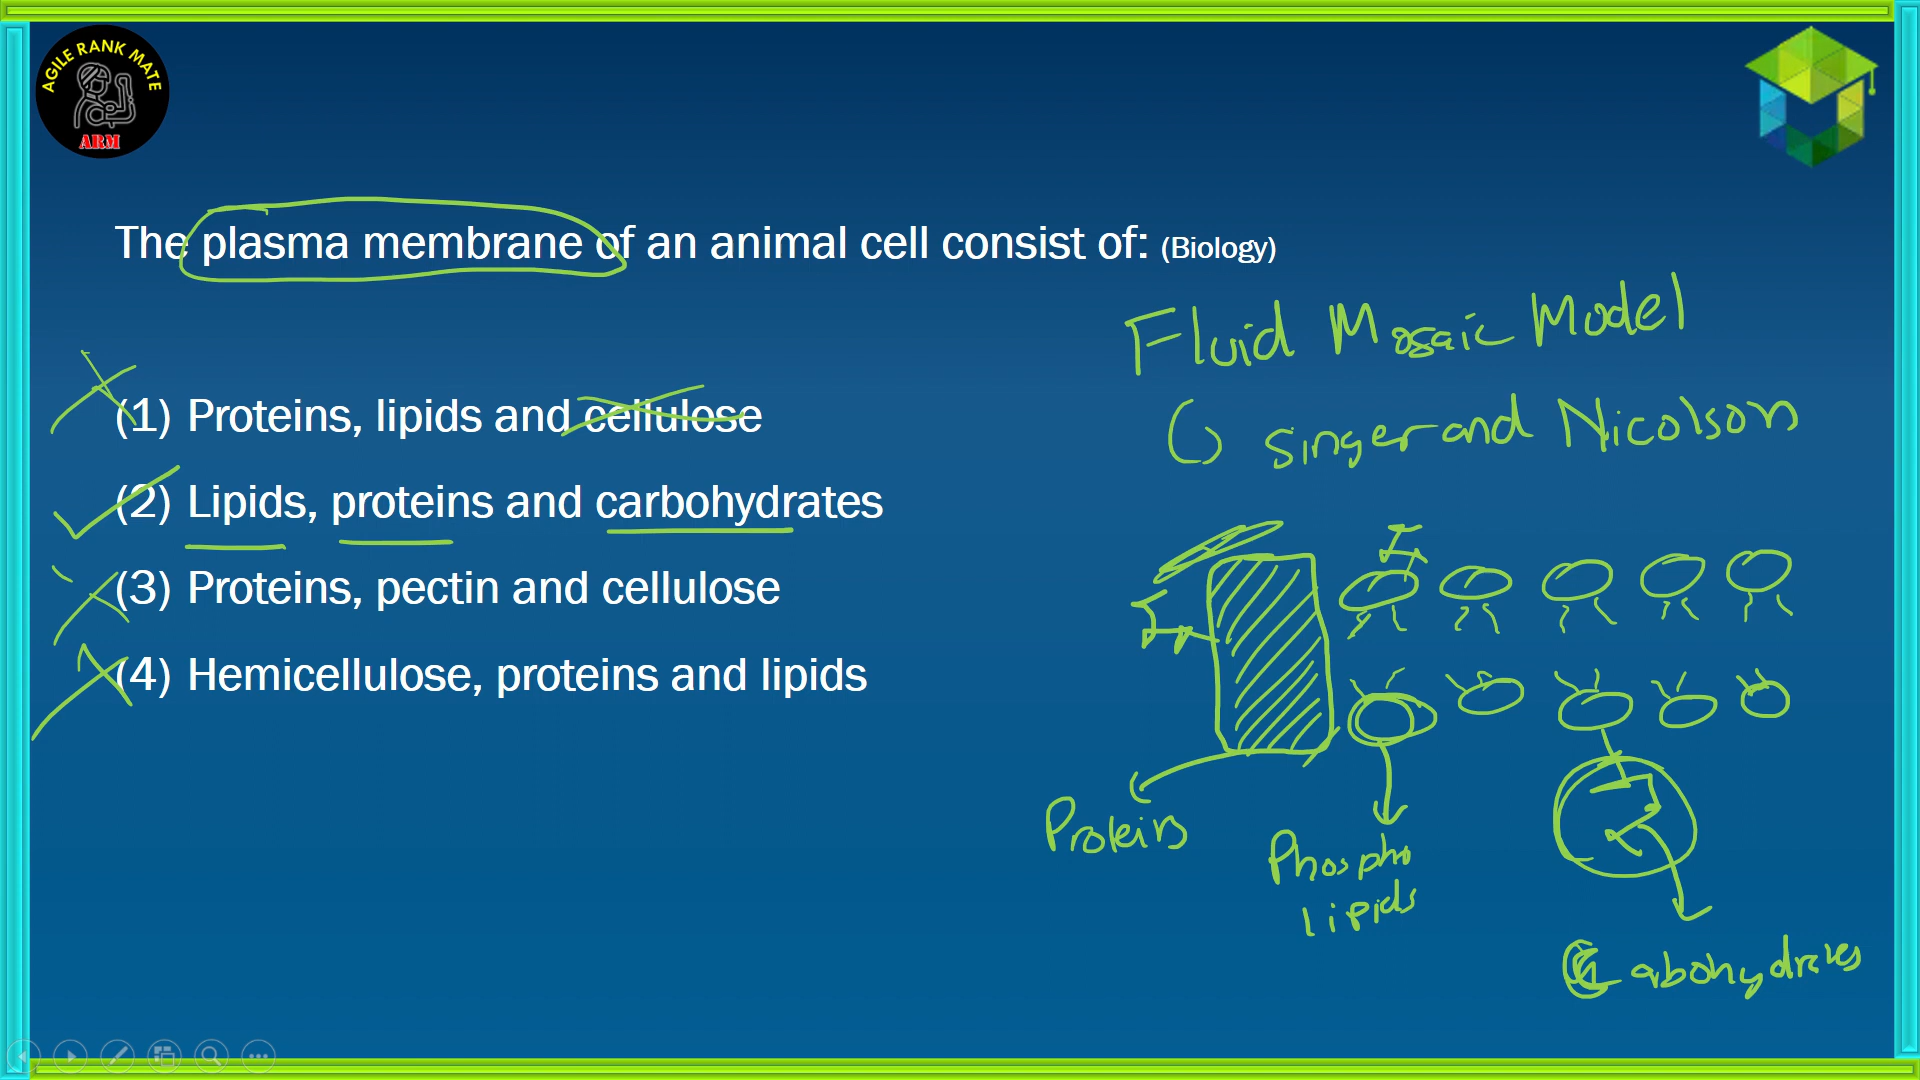 AGILE RANK MATE
ARM
The plasma membrane of an animal cell consist of: (Biology)
Fluid Mosaic Model
Singer and Nicolson
(1) Proteins, lipids and cellulose
(2) Lipids, proteins and carbohydrates
(3) Proteins, pectin and cellulose
(4) Hemicellulose, proteins and lipids
Proteins
Phospho
lipids
Carbohydrates